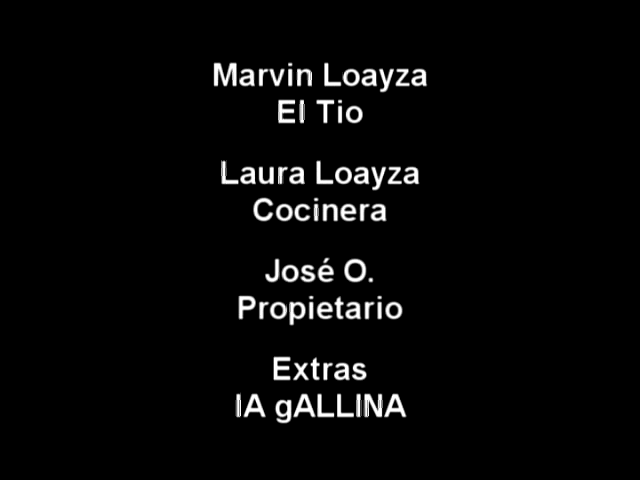 Marvin Loayza
El Tio
Laura Loayza
Cocinera
José O.
Propietario
Extras
lA gALLINA